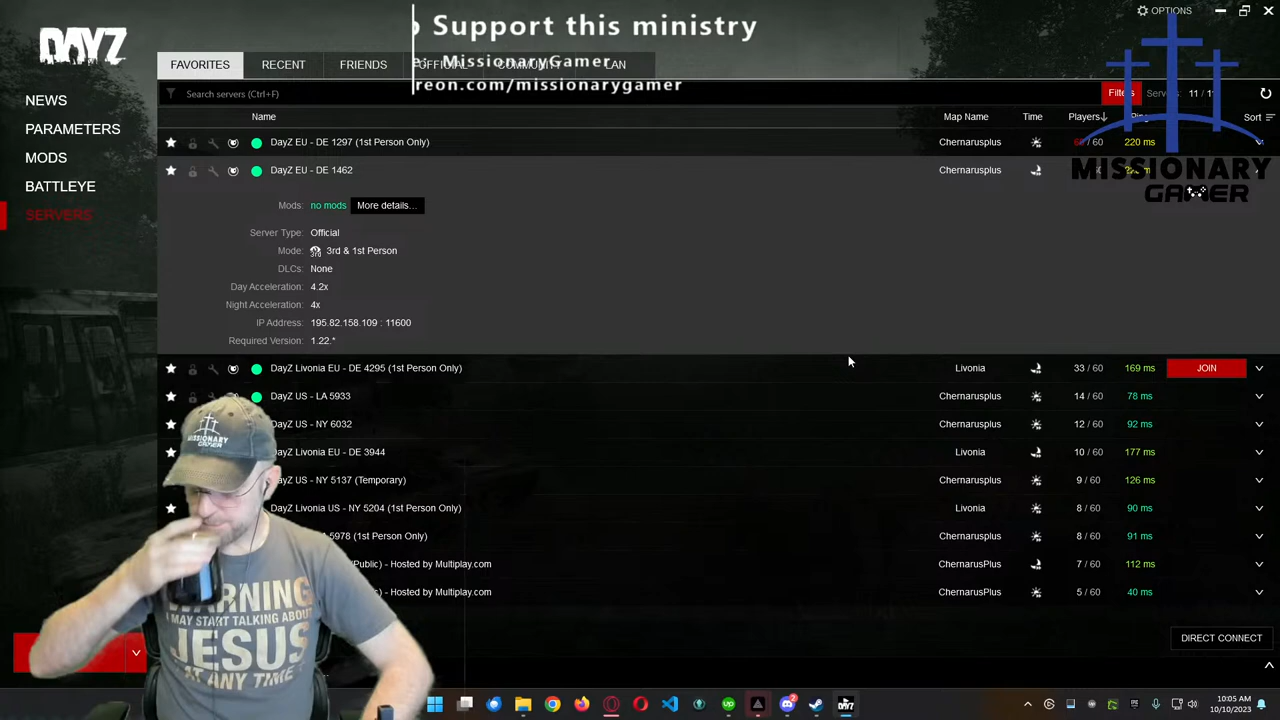 Support this ministry
MissionaryGamer
reon.com/missionarygamer
OPTIONS
DAYZ
FAVORITES RECENT FRIENDS OFFICIAL COMMUNITY LAN
NEWS
PARAMETERS
MODS
BATTLEYE
SERVERS
Search servers (Ctrl+F)
Filters 11 / 11
Name Map Name Time Players Ping Sort
DayZ EU - DE 1297 (1st Person Only) Chernarusplus 220 ms
DayZ EU - DE 1462 Chernarusplus
MISSIONARY
GAMER
Mods: no mods More details...
Server Type: Official
Mode: 3rd & 1st Person
DLCs: None
Day Acceleration: 4.2x
Night Acceleration: 4x
IP Address: 195.82.158.109 : 11600
Required Version: 1.22.*
DayZ Livonia EU - DE 4295 (1st Person Only) Livonia 33 / 60 169 ms JOIN
DayZ US - LA 5933 Chernarusplus 14 / 60 78 ms
DayZ US - NY 6032 Chernarusplus 12 / 60 92 ms
DayZ Livonia EU - DE 3944 Livonia 10 / 60 177 ms
DayZ US - NY 5137 (Temporary) Chernarusplus 9 / 60 126 ms
DayZ Livonia US - NY 5204 (1st Person Only) Livonia 8 / 60 90 ms
5978 (1st Person Only) Chernarusplus 8 / 60 91 ms
(Public) - Hosted by Multiplay.com ChernarusPlus 7 / 60 112 ms
- Hosted by Multiplay.com ChernarusPlus 5 / 60 40 ms
MISSIONARY
GAMER
WARNING
I MAY START TALKING ABOUT
JESUS
AT ANY TIME
DIRECT CONNECT
2
10:05 AM
10/10/2023